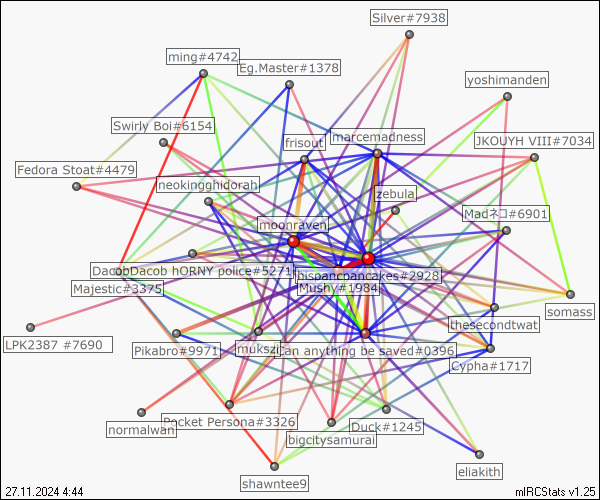 Silver#7938
ming#4742
Eg.Master#1378
yoshimanden
Swirly Boi#6154
marcemadness
frisout
JKOUYH VIII#7034
Fedora Stoat#4479
neokingghidorah
zebula
Madネコ#6901
moonraven
DacobDacob hORNY police#5271
hispanicpancakes#2928
Majestic#3375
Mushy#1984
somass
thesecondtwat
LPK2387 #7690
Pikabro#9971
mukszi
Can anything be saved#0396
Cypha#1717
Pocket Persona#3326
normalwan
Duck#1245
bigcitysamurai
eliakith
shawntee9
27.11.2024 4:44
mIRCStats v1.25